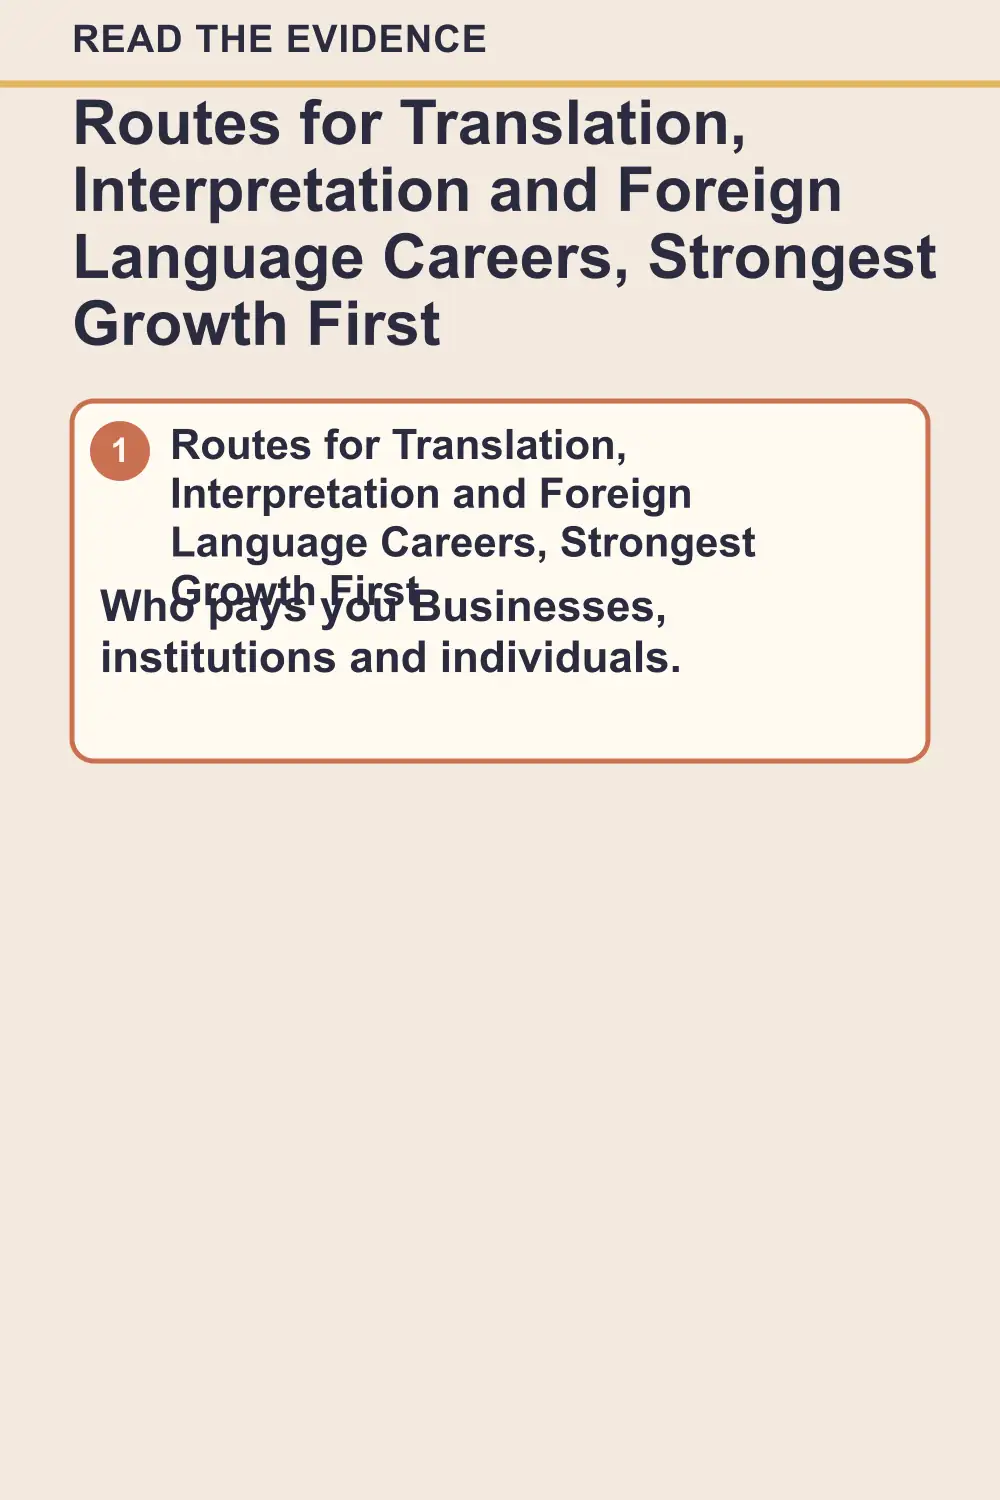 READ THE EVIDENCE
Routes for Translation,
Interpretation and Foreign
Language Careers, Strongest
Growth First
1
Routes for Translation,
Interpretation and Foreign
Language Careers, Strongest
Growth First
Who pays you Businesses,
institutions and individuals.